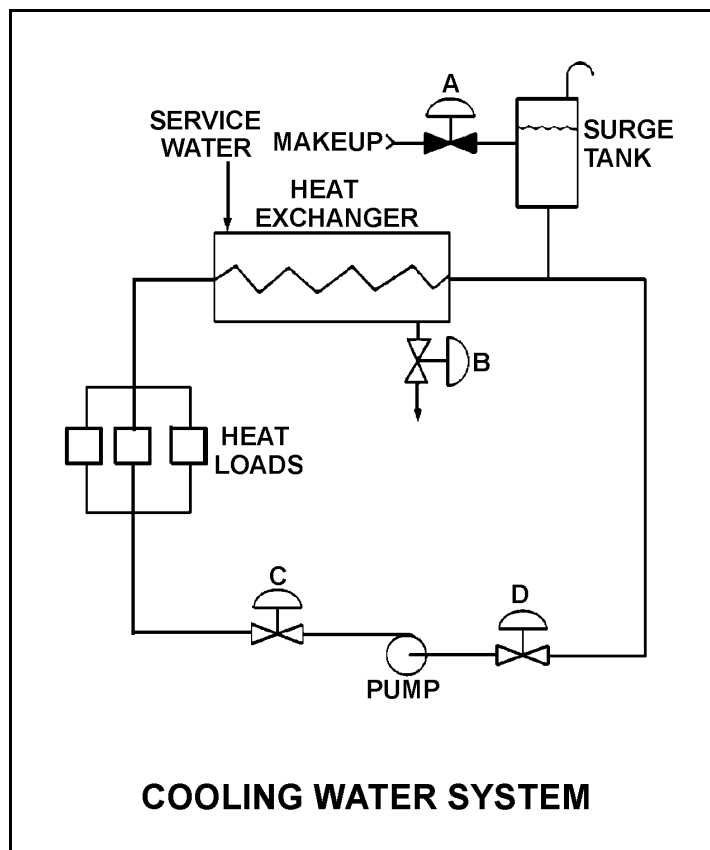 A
SERVICE
WATER
MAKEUP
SURGE
TANK
HEAT
EXCHANGER
B
HEAT
LOADS
C
D
PUMP
COOLING WATER SYSTEM